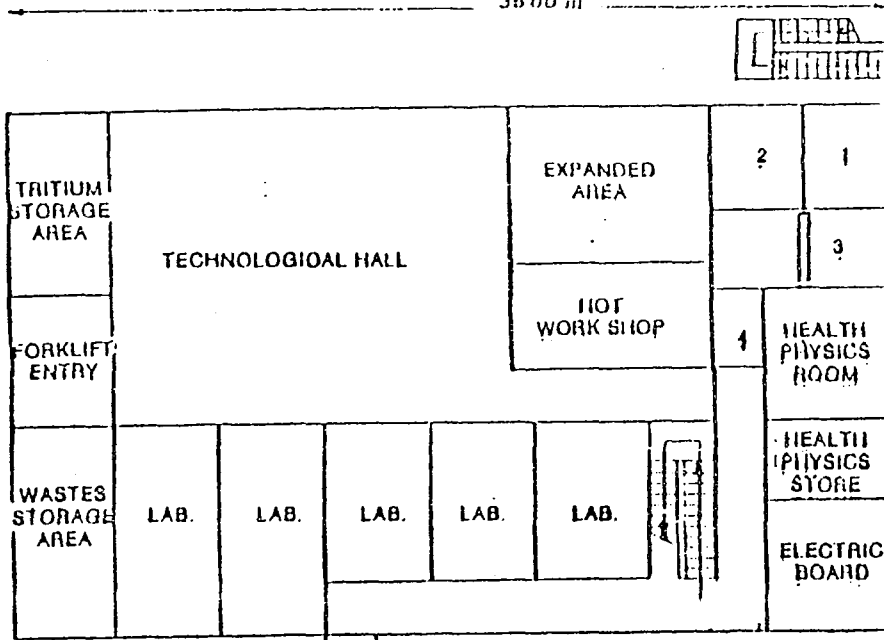 2
1
TRITIUM
STORAGE
AREA
EXPANDED
AREA
TECHNOLOGIOAL HALL
3
HOT
WORK SHOP
FORKLIFT
ENTRY
4
HEALTH
PHYSICS
ROOM
HEALTH
PHYSICS
STORE
WASTES
STORAGE
AREA
LAB.
LAB.
LAB.
LAB.
LAB.
ELECTRIC
BOARD